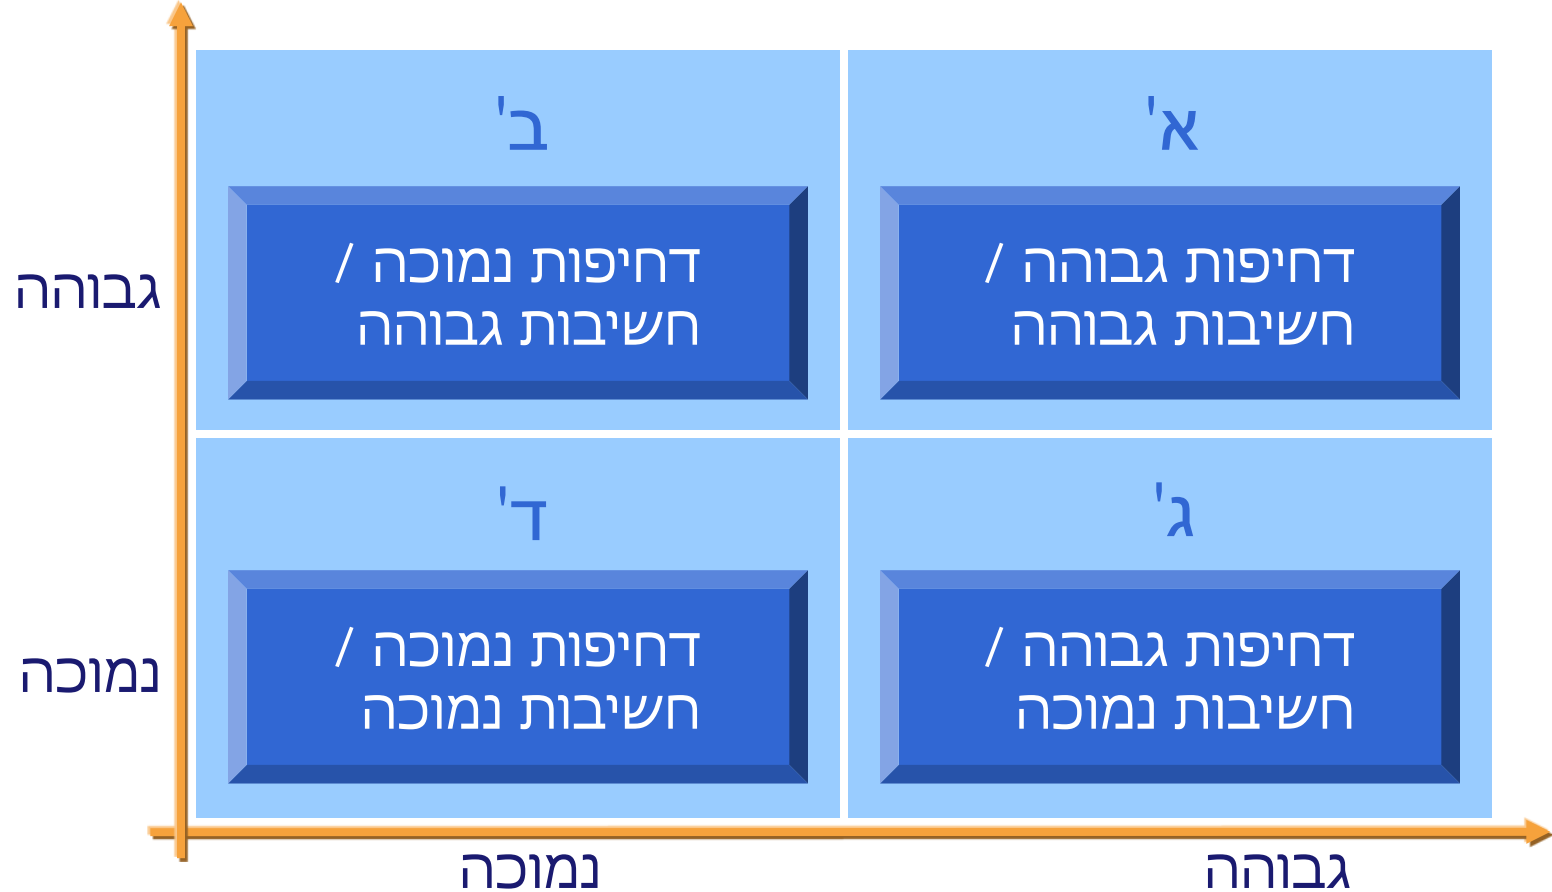 א'
דחיפות גבוהה /
חשיבות גבוהה
ב'
דחיפות נמוכה /
חשיבות גבוהה
גבוהה
ג'
דחיפות גבוהה /
חשיבות נמוכה
ד'
דחיפות נמוכה /
חשיבות נמוכה
נמוכה
גבוהה
נמוכה